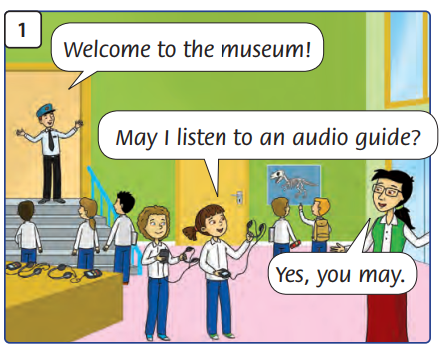 1
Welcome to the museum!
May I listen to an audio guide?
Yes, you may.